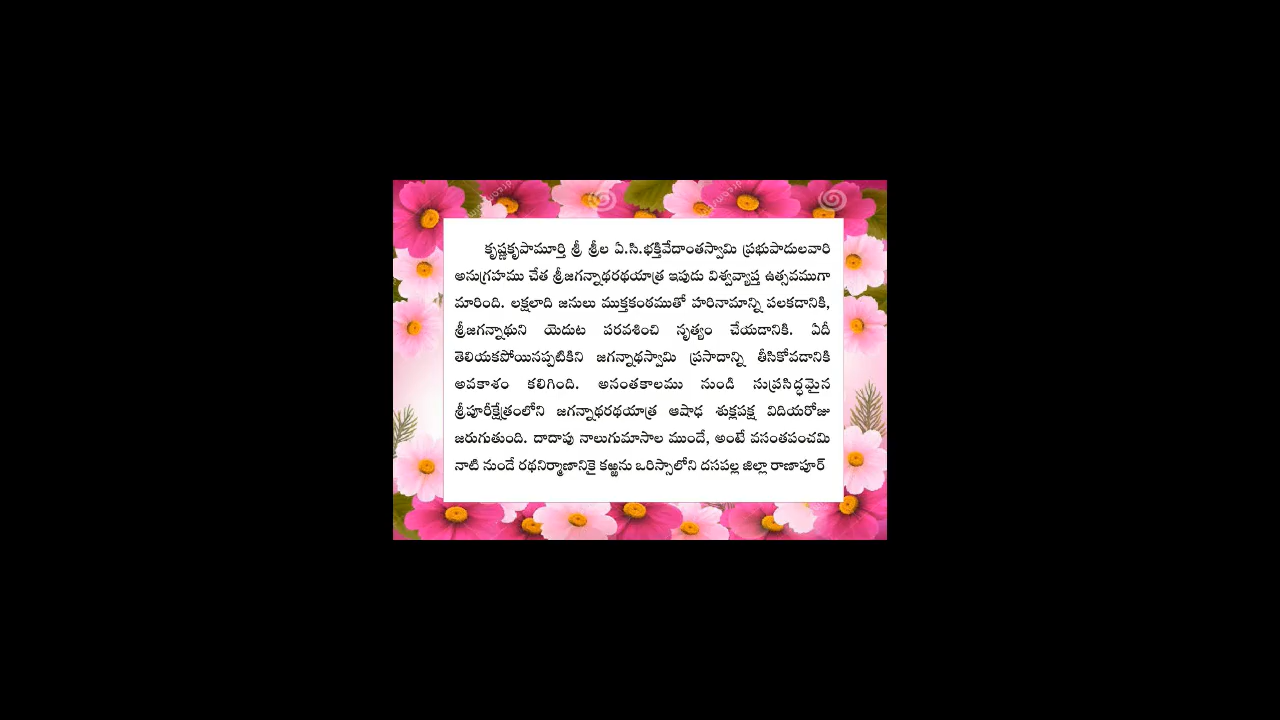 కృష్ణకృపామూర్తి శ్రీ శ్రీల ఏ.సి.భక్తివేదాంతస్వామి ప్రభుపాదులవారి
అనుగ్రహము చేత శ్రీజగన్నాథరథయాత్ర ఇపుడు విశ్వవ్యాప్త ఉత్సవముగా
మారింది. లక్షలాది జనులు ముక్తకంఠముతో హరినామాన్ని పలకడానికి,
శ్రీజగన్నాథుని యెదుట పరవశించి నృత్యం చేయడానికి. ఏదీ
తెలియకపోయినప్పటికిని జగన్నాథస్వామి ప్రసాదాన్ని తీసికోవడానికి
అవకాశం కలిగింది. అనంతకాలము నుండి సుప్రసిద్ధమైన
శ్రీపూరీక్షేత్రంలోని జగన్నాథరథయాత్ర ఆషాఢ శుక్లపక్ష విదియరోజు
జరుగుతుంది. దాదాపు నాలుగుమాసాల ముందే, అంటే వసంతపంచమి
నాటి నుండే రథనిర్మాణానికై కఱ్ఱను ఒరిస్సాలోని దసపల్ల జిల్లా రాణాపూర్